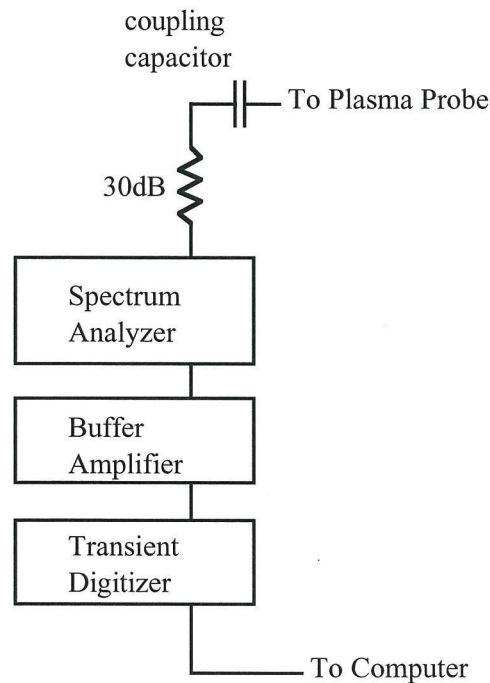 coupling
capacitor
To Plasma Probe
30dB
Spectrum
Analyzer
Buffer
Amplifier
Transient
Digitizer
To Computer